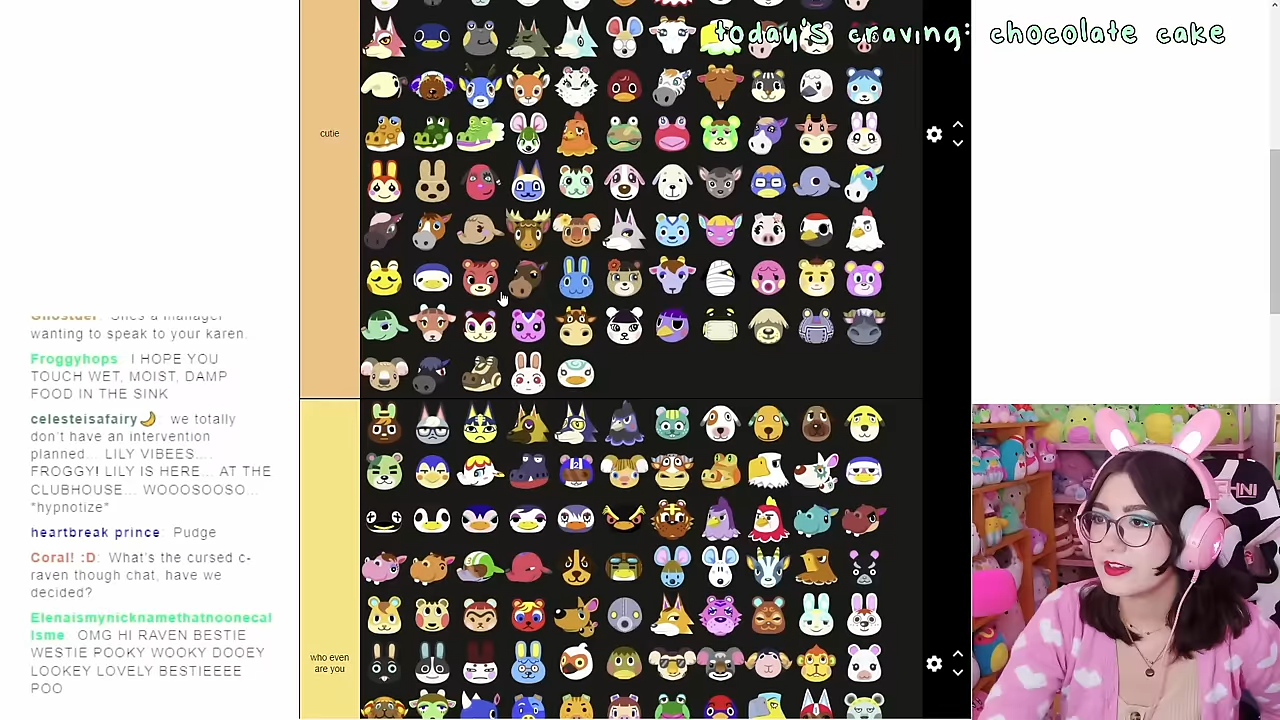 today's craving: chocolate cake
cutie
wanting to speak to your karen.
Froggyhops I HOPE YOU
TOUCH WET, MOIST, DAMP
FOOD IN THE SINK
celesteisafairy🌙 we totally
don't have an intervention
planned... LILY VIBEES....
FROGGY! LILY IS HERE... AT THE
CLUBHOUSE... WOOOSOOSO...
*hypnotize*
heartbreak prince: Pudge
Coral! :D: What's the cursed c-
raven though chat, have we
decided?
Elenaismynicknamethatnoonecal
lsme OMG HI RAVEN BESTIE
WESTIE POOKY WOOKY DOOEY
LOOKEY LOVELY BESTIEEEE
POO
who even
are you